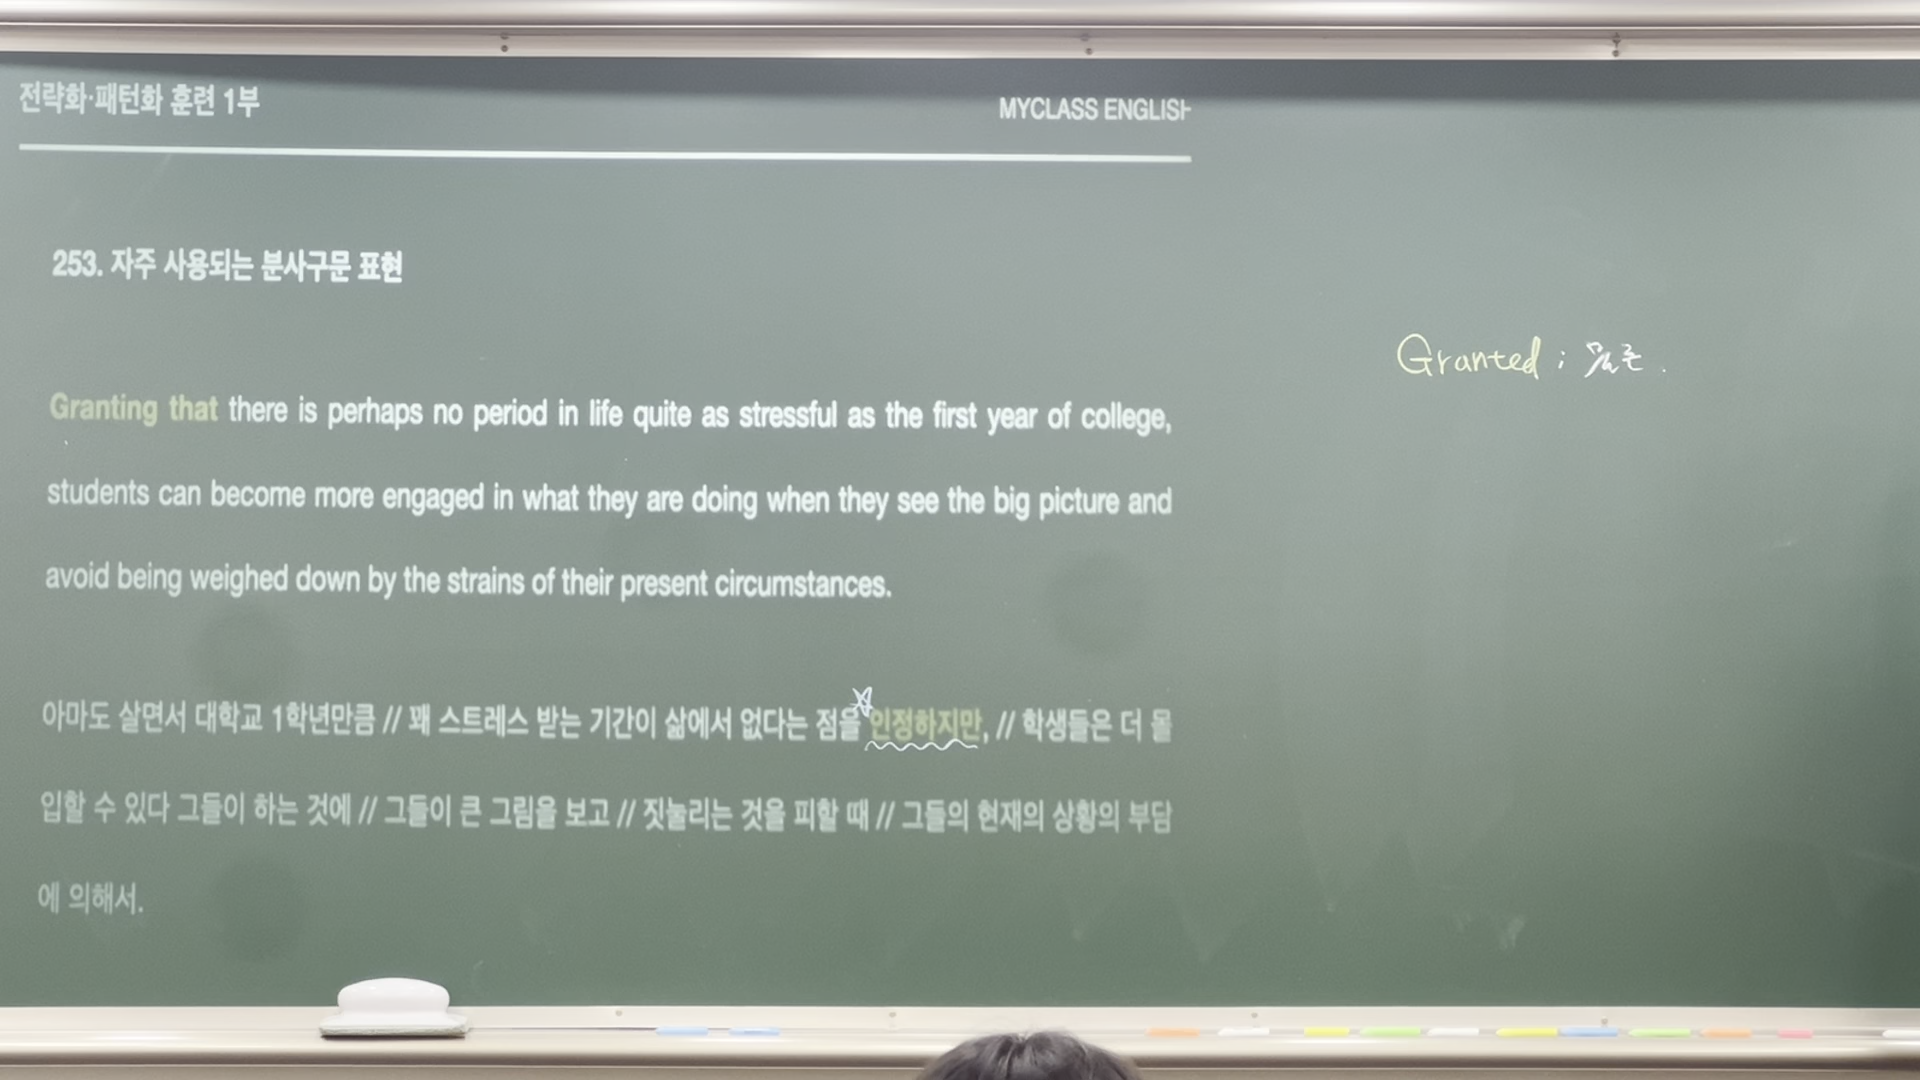 전략화·패턴화 훈련 1부
MYCLASS ENGLISH
253. 자주 사용되는 분사구문 표현
Granted ; 물론.
Granting that there is perhaps no period in life quite as stressful as the first year of college,
students can become more engaged in what they are doing when they see the big picture and
avoid being weighed down by the strains of their present circumstances.
아마도 살면서 대학교 1학년만큼 // 꽤 스트레스 받는 기간이 삶에서 없다는 점을 인정하지만, // 학생들은 더 몰
입할 수 있다 그들이 하는 것에 // 그들이 큰 그림을 보고 // 짓눌리는 것을 피할 때 // 그들의 현재의 상황의 부담
에 의해서.